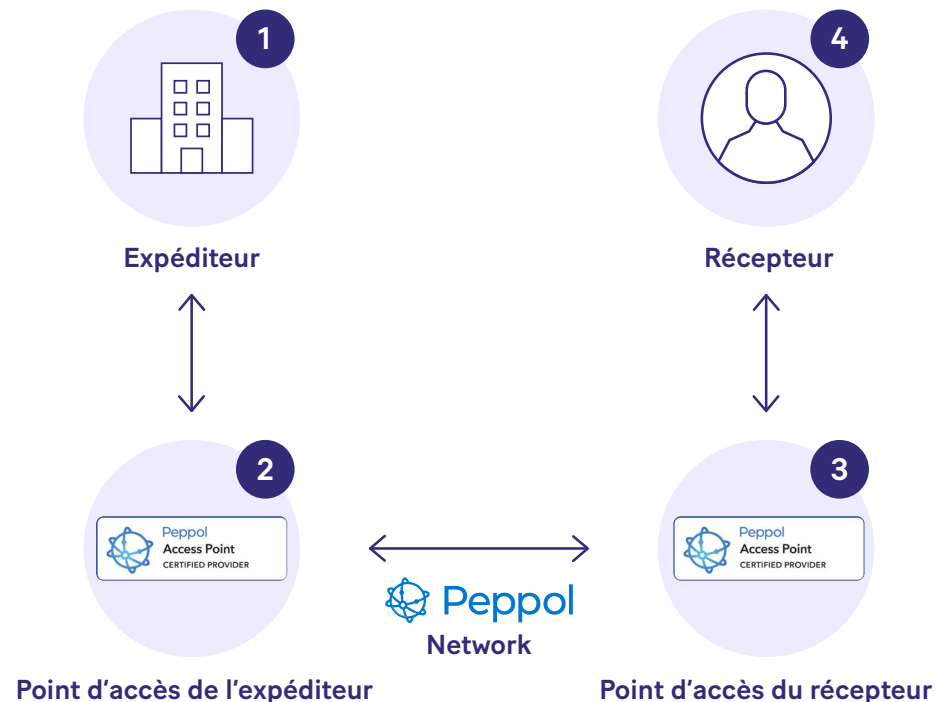 1
4
Expéditeur
Récepteur
2
3
Peppol
Access Point
CERTIFIED PROVIDER
Peppol
Access Point
CERTIFIED PROVIDER
Peppol
Network
Point d’accès de l’expéditeur
Point d’accès du récepteur